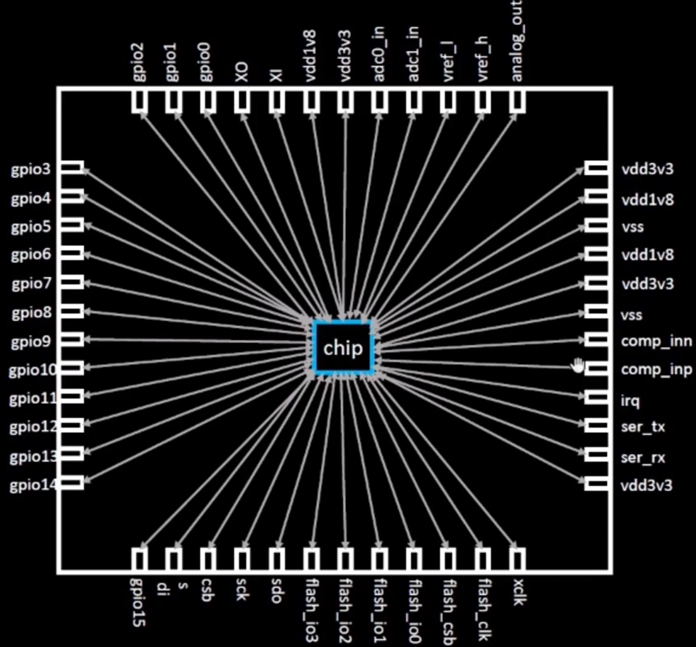 gpio2
gpio1
gpio0
XO
XI
vdd1v8
vdd3v3
adc0_in
adc1_in
vref_l
vref_h
analog_out
gpio3
gpio4
gpio5
gpio6
gpio7
gpio8
gpio9
gpio10
gpio11
gpio12
gpio13
gpio14
chip
vdd3v3
vdd1v8
vss
vdd1v8
vdd3v3
vss
comp_inn
comp_inp
irq
ser_tx
ser_rx
vdd3v3
gpio15
s
di
csb
sck
sdo
flash_io3
flash_io2
flash_io1
flash_io0
flash_csb
flash_clk
xclk